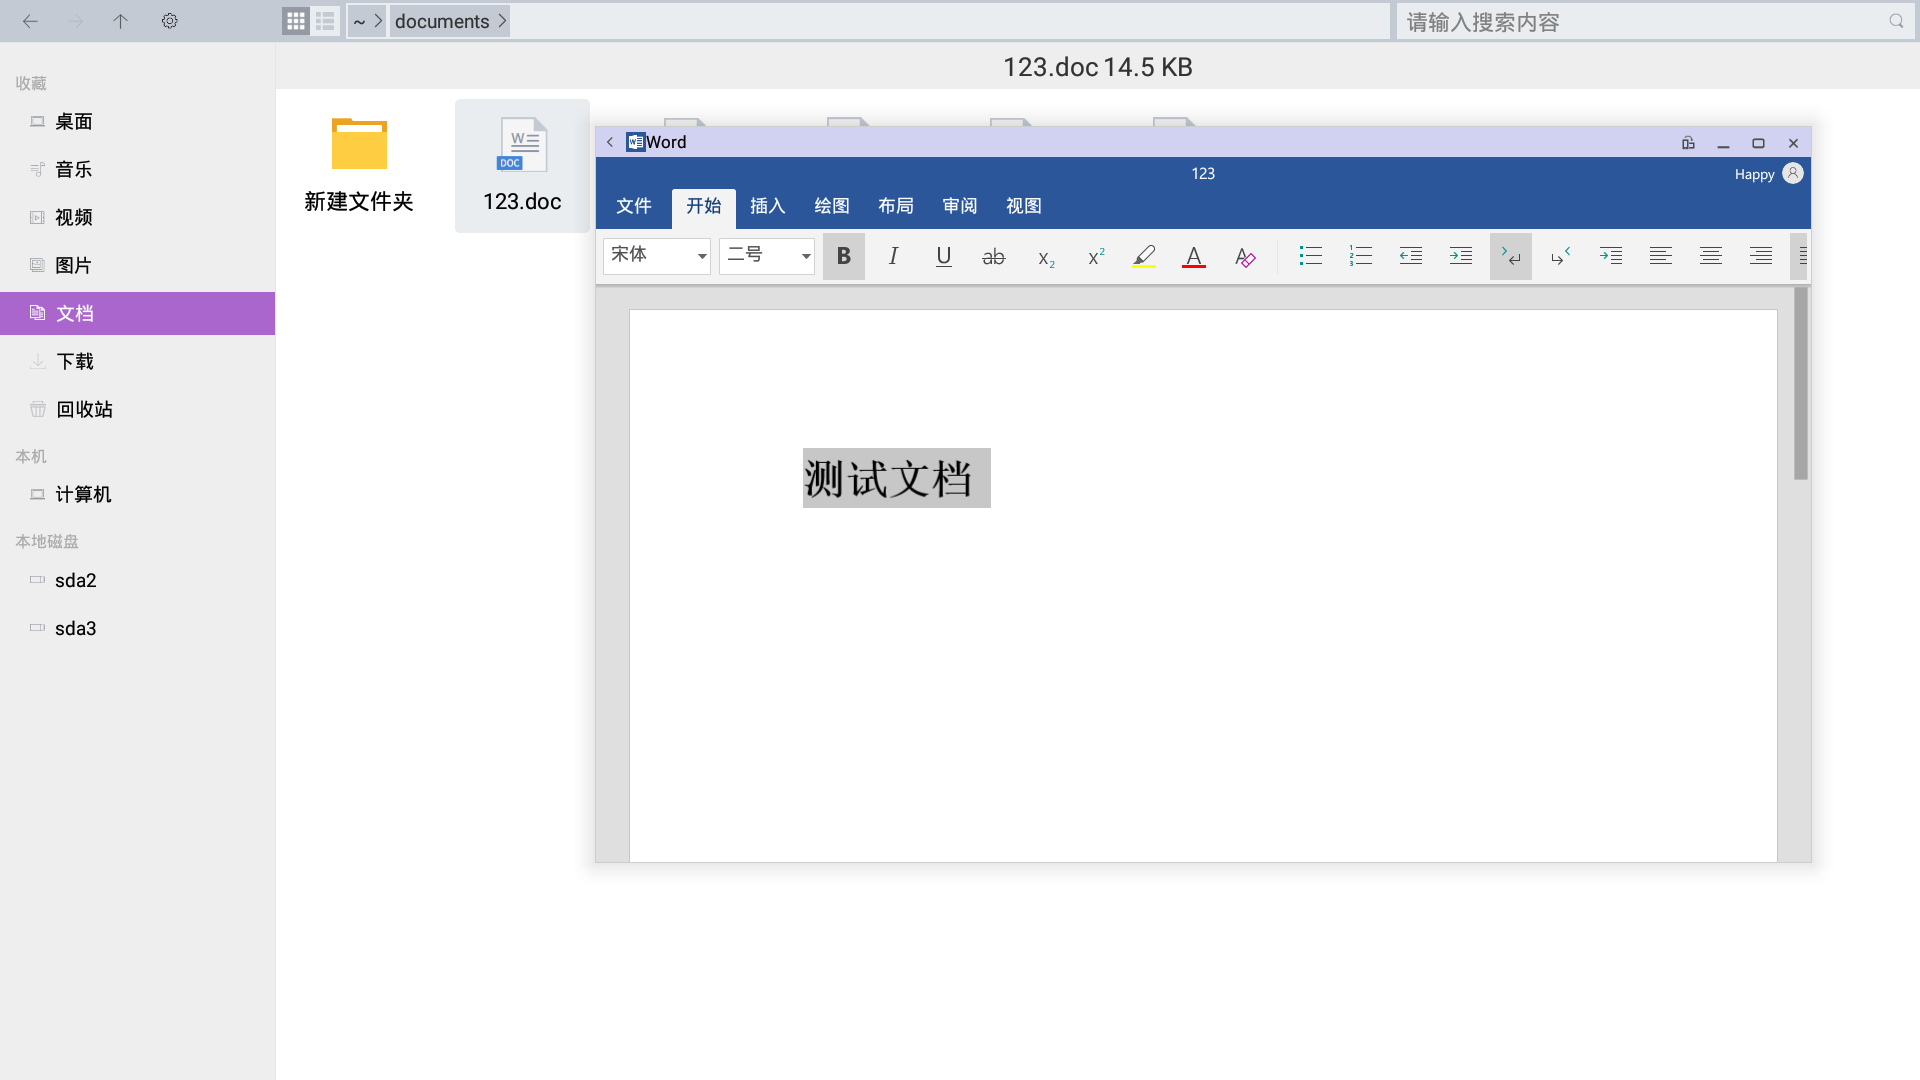 ~
documents
请输入搜索内容
123.doc 14.5 KB
收藏
桌面
音乐
视频
图片
文档
下载
回收站
本机
计算机
本地磁盘
sda2
sda3
新建文件夹
W
DOC
123.doc
Word
123
Happy
文件 开始 插入 绘图 布局 审阅 视图
宋体 二号 B I U ab x₂ x² A A
测试文档